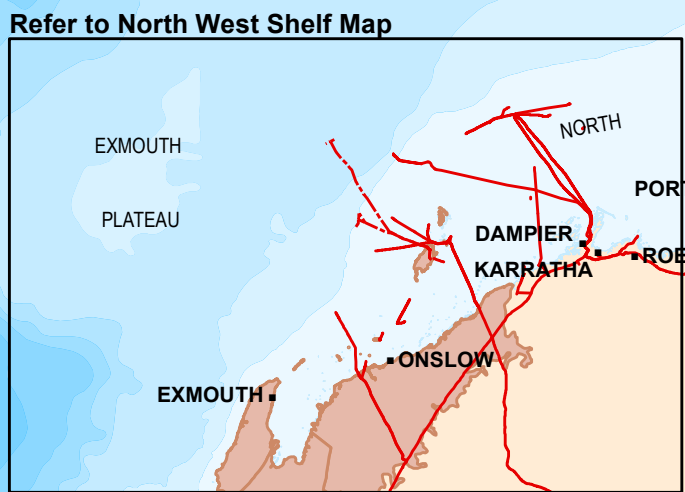 Refer to North West Shelf Map
NORTH
EXMOUTH
PLATEAU
PORT
DAMPIER
ROE
KARRATHA
ONSLOW
EXMOUTH